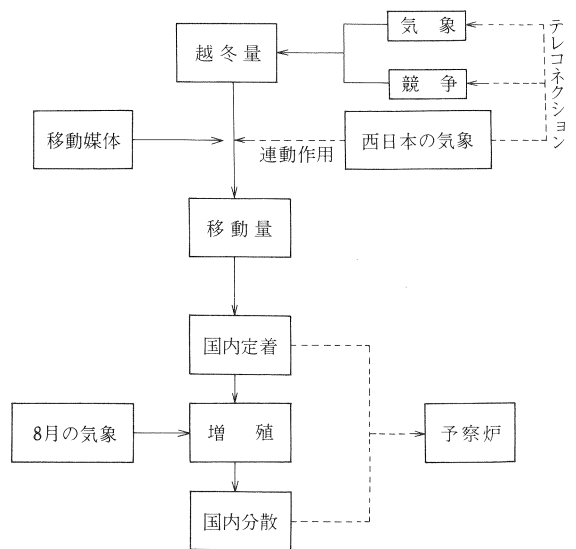 気象
越冬量
競争
テレコネクション
移動媒体
連動作用
西日本の気象
移動量
国内定着
8月の気象
増殖
予察炉
国内分散